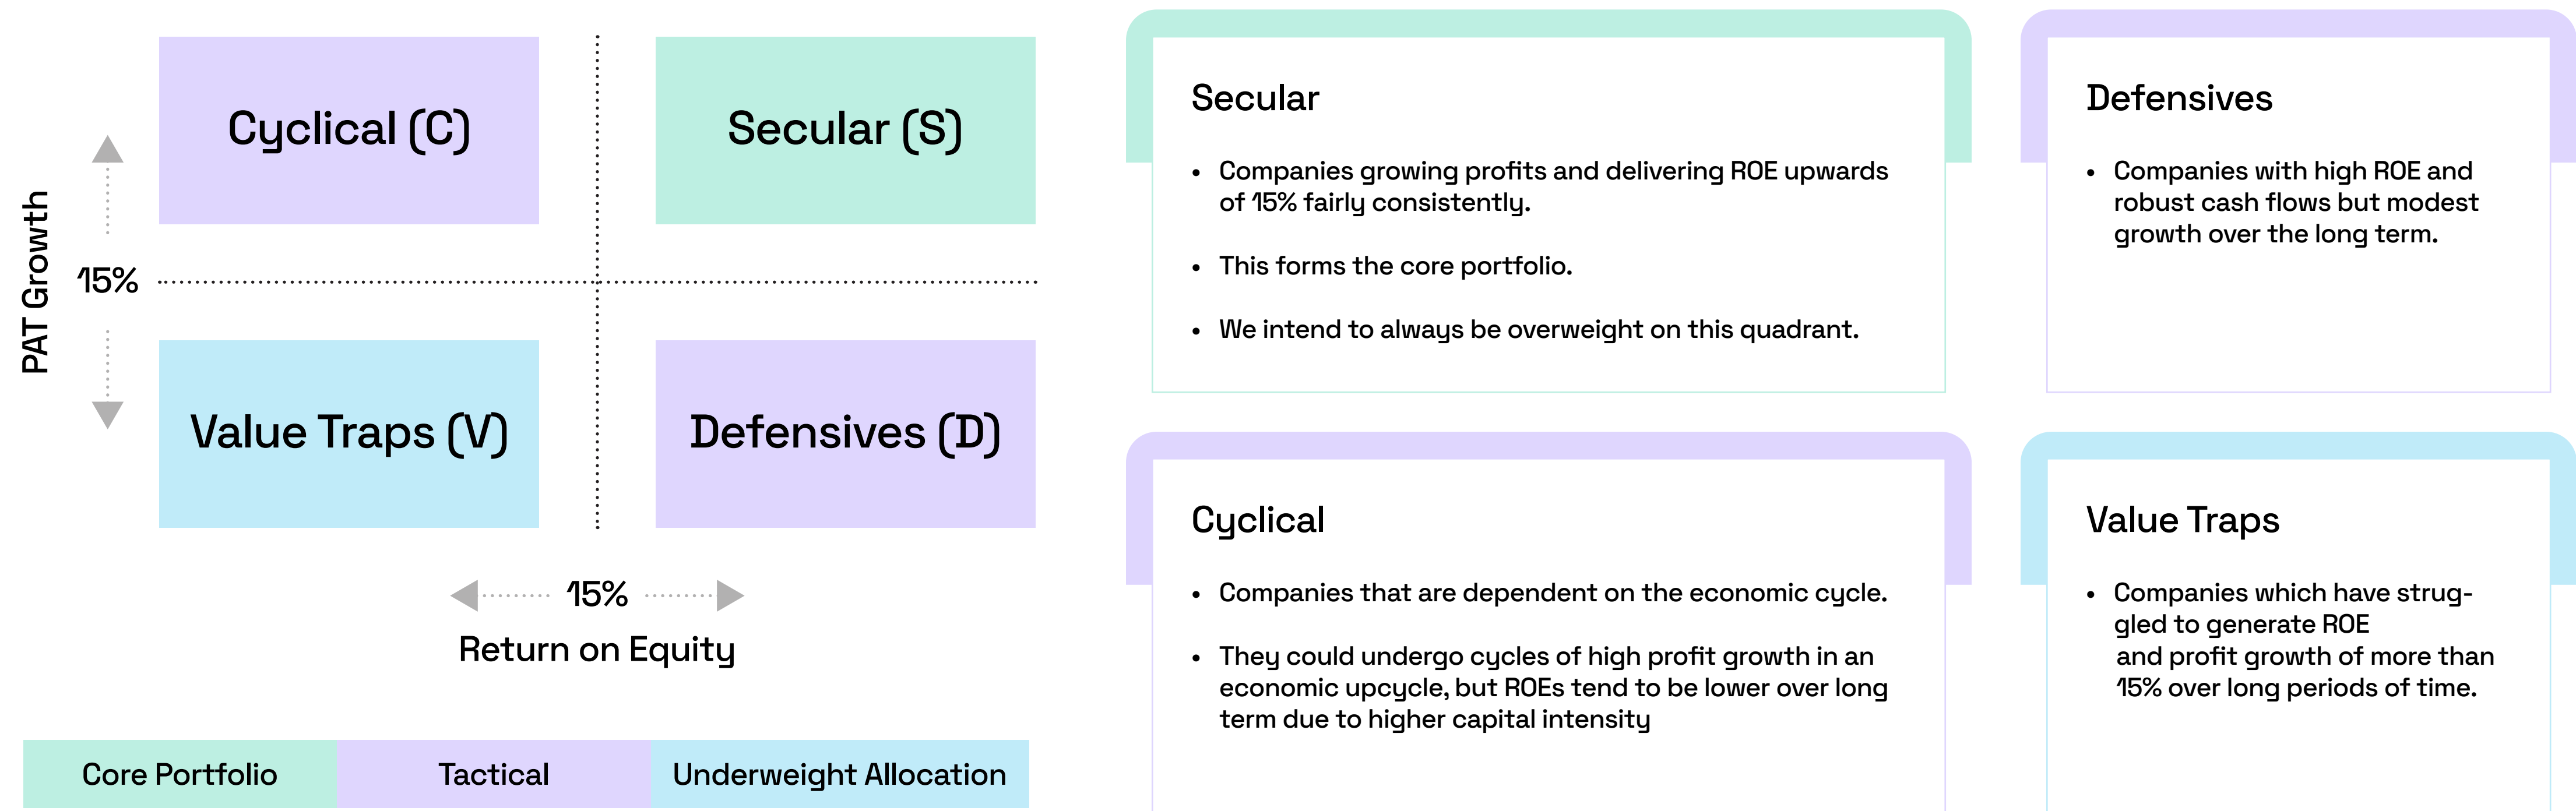 Cyclical (C)
Secular (S)
PAT Growth
15%
Value Traps (V)
Defensives (D)
15%
Return on Equity
Core Portfolio
Tactical
Underweight Allocation
Secular
• Companies growing profits and delivering ROE upwards
of 15% fairly consistently.
• This forms the core portfolio.
• We intend to always be overweight on this quadrant.
Defensives
• Companies with high ROE and
robust cash flows but modest
growth over the long term.
Cyclical
• Companies that are dependent on the economic cycle.
• They could undergo cycles of high profit growth in an
economic upcycle, but ROEs tend to be lower over long
term due to higher capital intensity
Value Traps
• Companies which have strug-
gled to generate ROE
and profit growth of more than
15% over long periods of time.